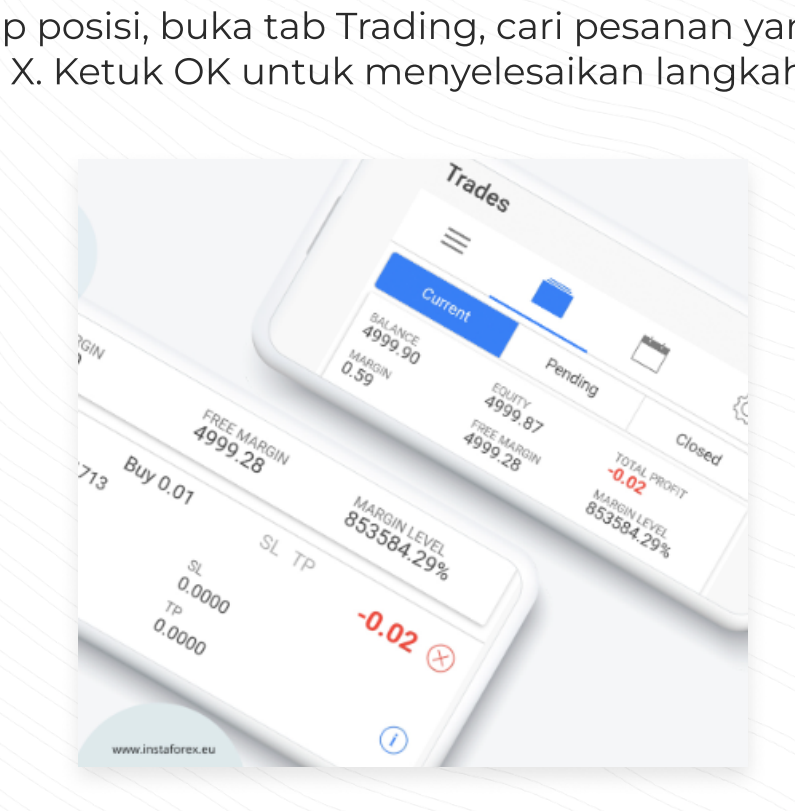 p posisi, buka tab Trading, cari pesanan
X. Ketuk OK untuk menyelesaikan
Trades
Current
Pending
Closed
BALANCE
4999.90
EQUITY
4999.87
TOTAL PROFIT
-0.02
MARGIN
0.59
FREE MARGIN
4999.28
MARGIN LEVEL
853584.29%
FREE MARGIN
4999.28
MARGIN LEVEL
853584.29%
713
Buy 0.01
SL TP
SL
0.0000
TP
0.0000
-0.02
www.instaforex.eu